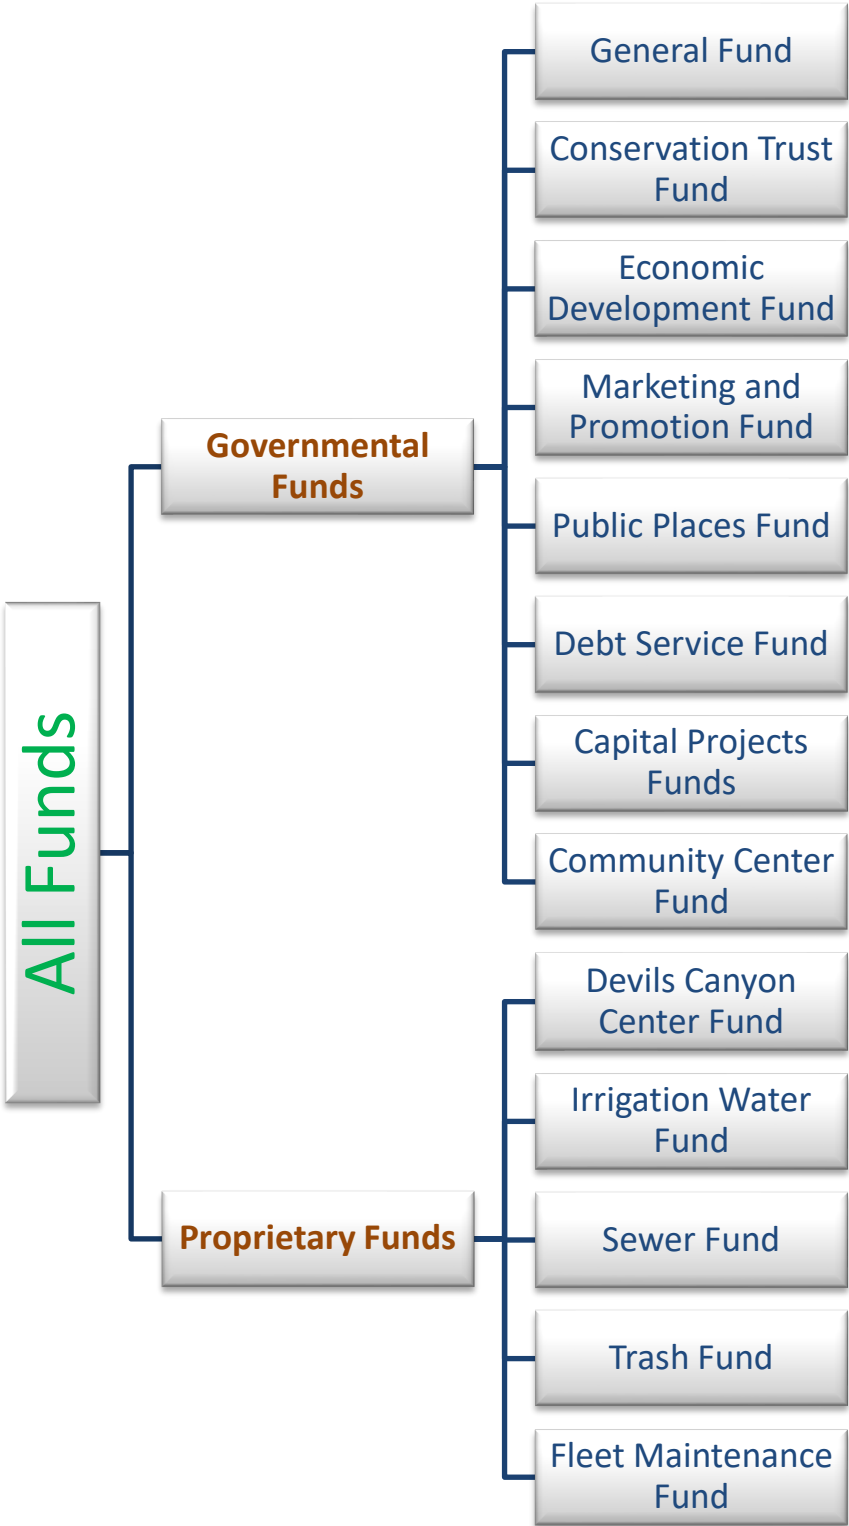 All Funds
Governmental
Funds
General Fund
Conservation Trust
Fund
Economic
Development Fund
Marketing and
Promotion Fund
Public Places Fund
Debt Service Fund
Capital Projects
Funds
Community Center
Fund
Proprietary Funds
Devils Canyon
Center Fund
Irrigation Water
Fund
Sewer Fund
Trash Fund
Fleet Maintenance
Fund